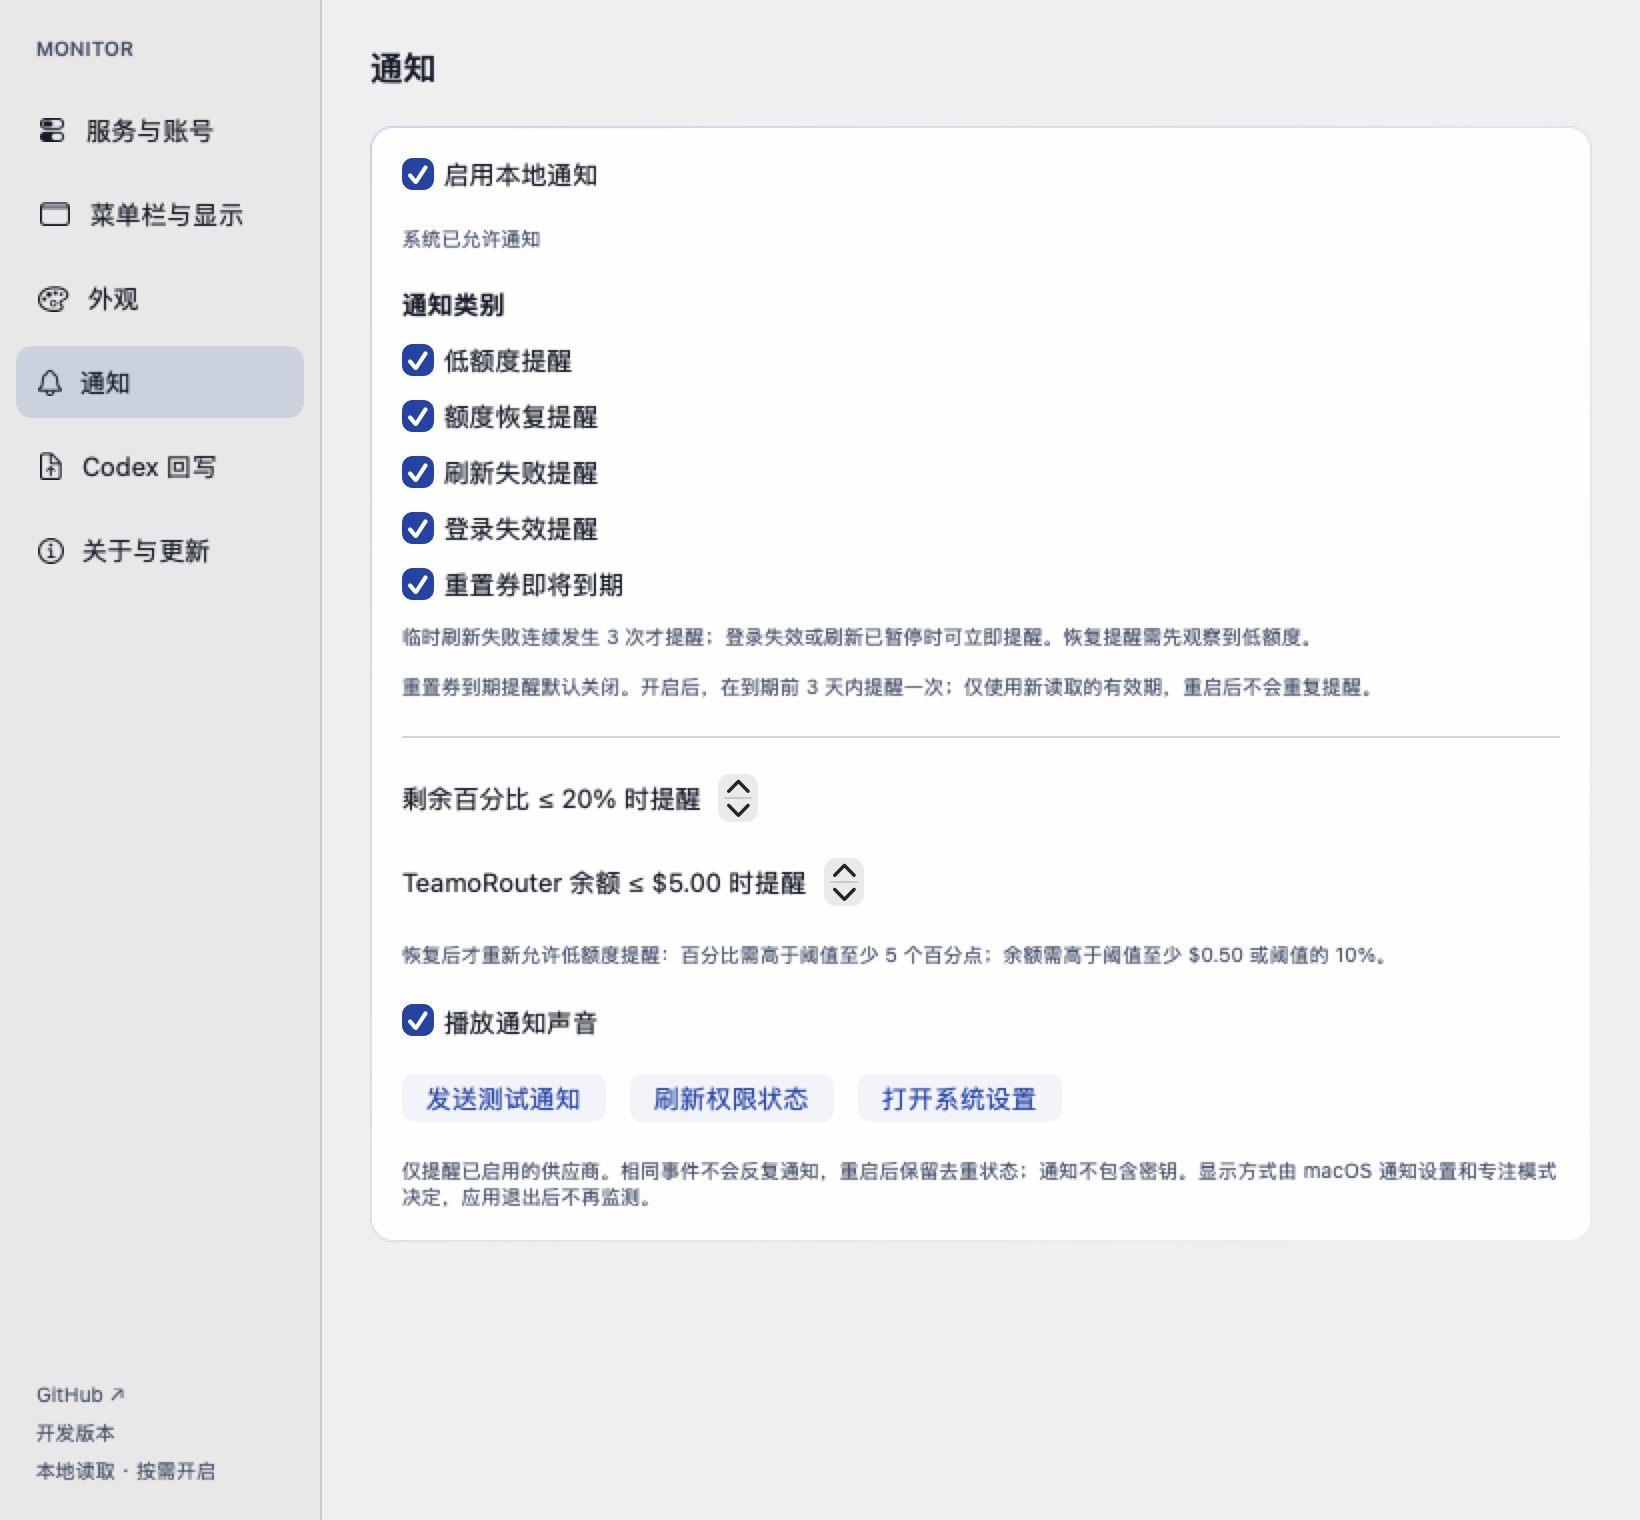 MONITOR
服务与账号
菜单栏与显示
外观
通知
Codex 回写
关于与更新
GitHub ↗
开发版本
本地读取 · 按需开启
通知
启用本地通知
系统已允许通知
通知类别
低额度提醒
额度恢复提醒
刷新失败提醒
登录失效提醒
重置券即将到期
临时刷新失败连续发生 3 次才提醒；登录失效或刷新已暂停时可立即提醒。恢复提醒需先观察到低额度。
重置券到期提醒默认关闭。开启后，在到期前 3 天内提醒一次；仅使用新读取的有效期，重启后不会重复提醒。
剩余百分比 ≤ 20% 时提醒
TeamoRouter 余额 ≤ $5.00 时提醒
恢复后才重新允许低额度提醒：百分比需高于阈值至少 5 个百分点；余额需高于阈值至少 $0.50 或阈值的 10%。
播放通知声音
发送测试通知
刷新权限状态
打开系统设置
仅提醒已启用的供应商。相同事件不会反复通知，重启后保留去重状态；通知不包含密钥。显示方式由 macOS 通知设置和专注模式
决定，应用退出后不再监测。